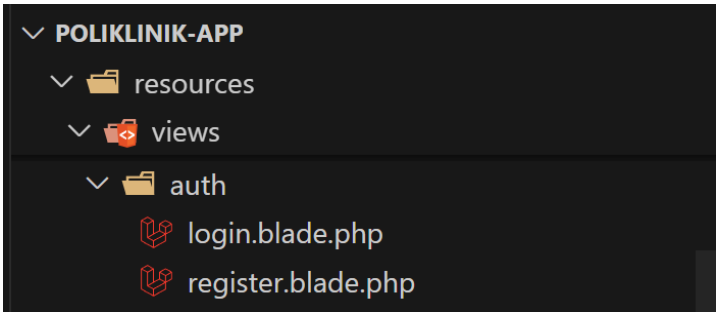 POLIKLINIK-APP
resources
views
auth
login.blade.php
register.blade.php